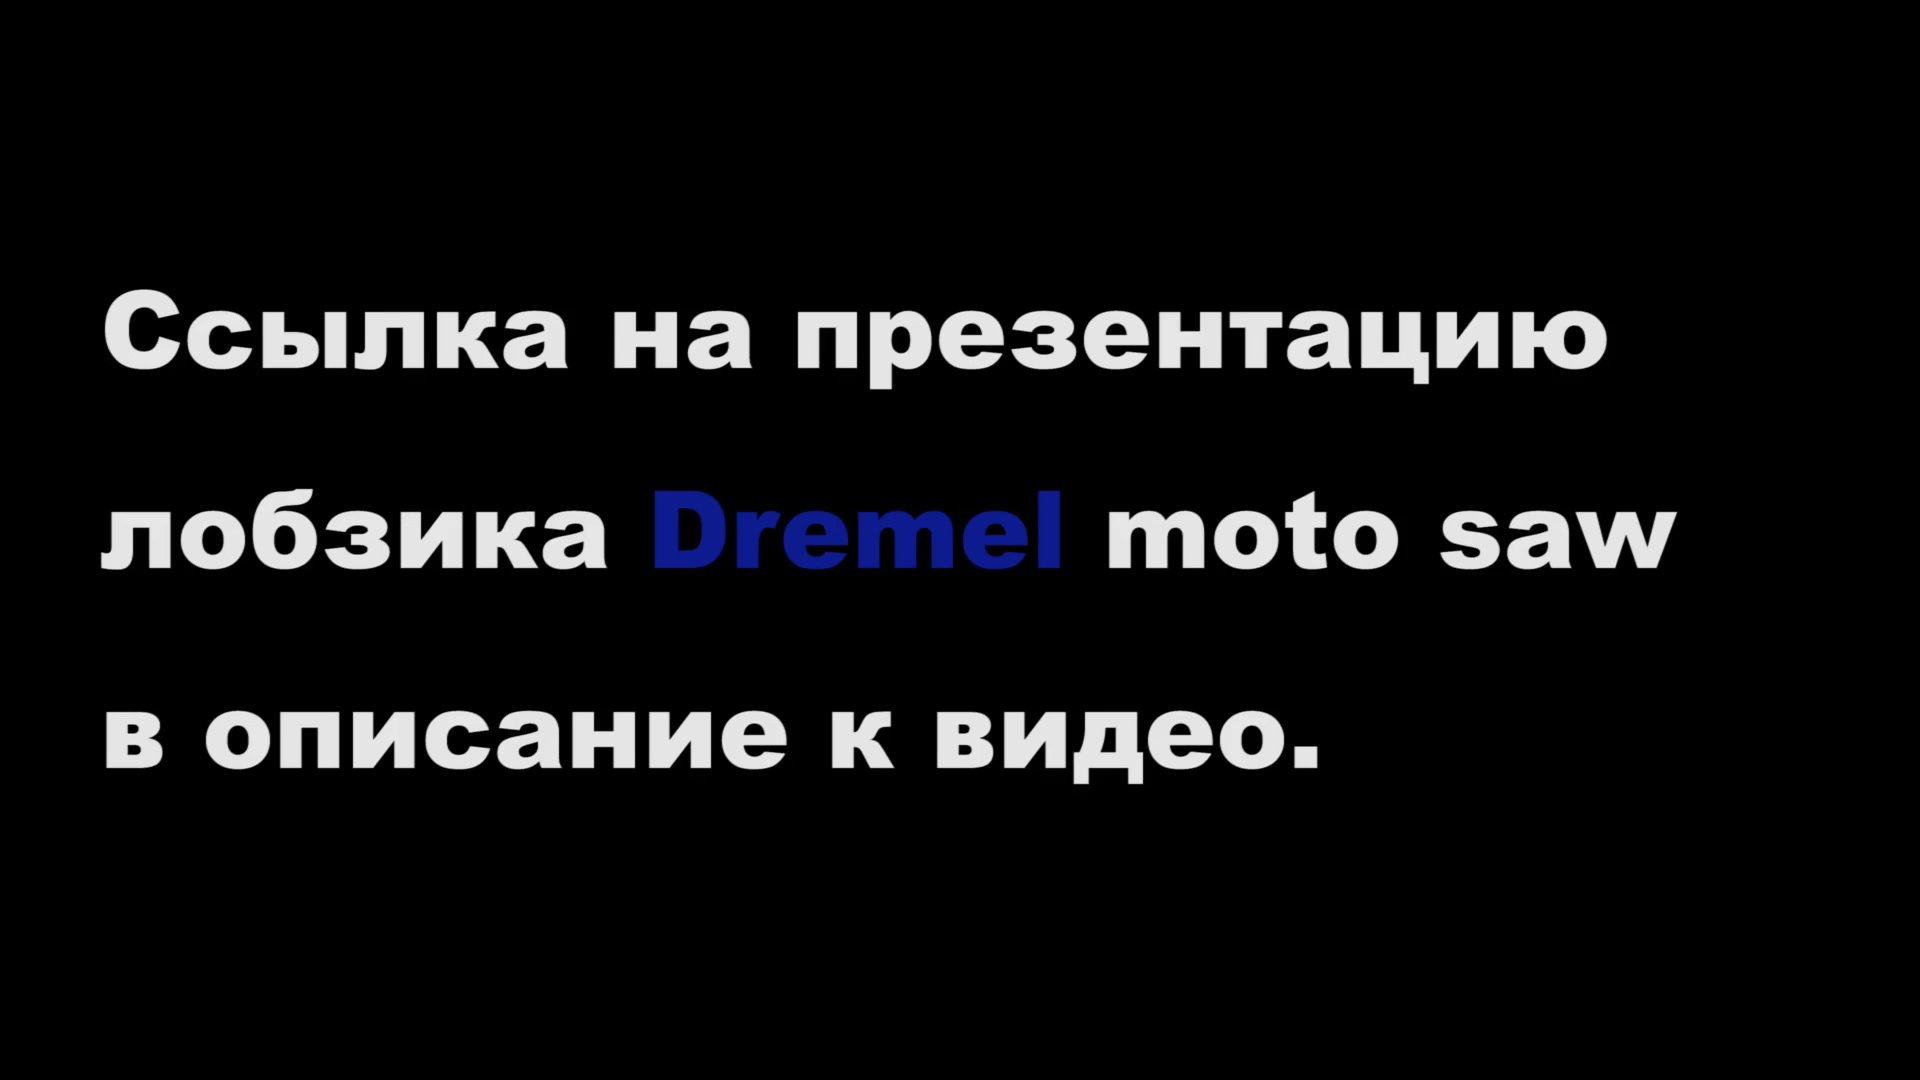 Ссылка на презентацию
лобзика Dremel moto saw
в описание к видео.